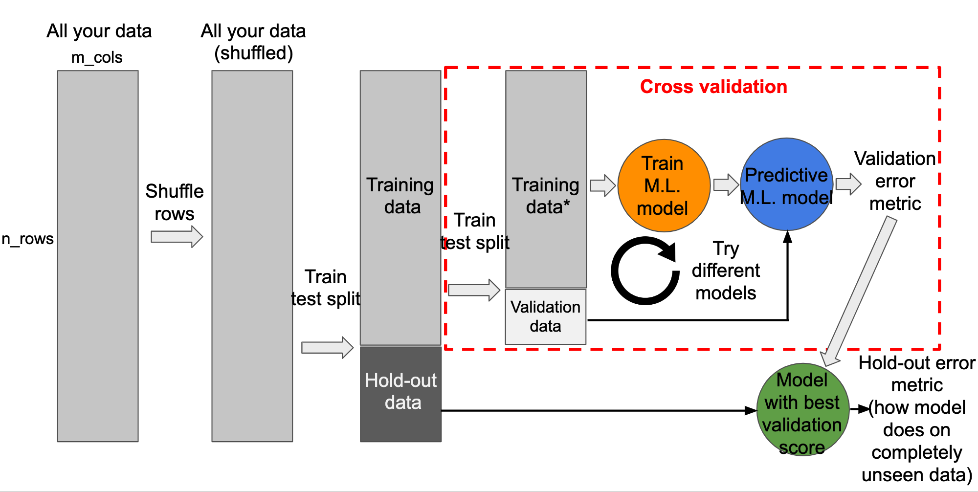 All your data
m_cols
n_rows
Shuffle
rows
All your data
(shuffled)
Train
test split
Training
data
Hold-out
data
Train
test split
Cross validation
Training
data*
Validation
data
Train
M.L.
model
Try
different
models
Predictive
M.L. model
Validation
error
metric
Model
with best
validation
score
Hold-out error
metric
(how model
does on
completely
unseen data)